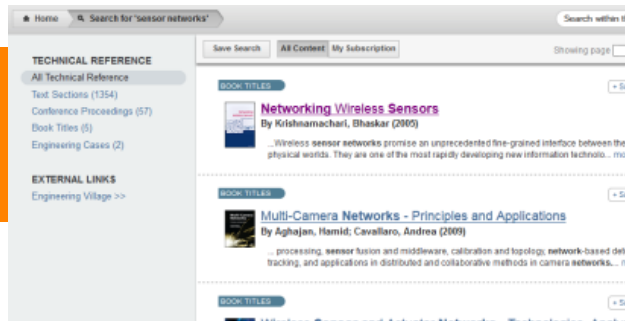 Home
Search for 'sensor networks'
Search within
TECHNICAL REFERENCE
All Technical Reference
Text Sections (1354)
Conference Proceedings (57)
Book Titles (5)
Engineering Cases (2)
EXTERNAL LINKS
Engineering Village >>
Save Search All Content My Subscription
Showing page
BOOK TITLES
Networking Wireless Sensors
By Krishnamachari, Bhaskar (2005)
...Wireless sensor networks promise an unprecedented fine-grained interface between the
physical worlds. They are one of the most rapidly developing new information technolo...
BOOK TITLES
Multi-Camera Networks - Principles and Applications
By Aghajan, Hamid; Cavallaro, Andrea (2009)
... processing, sensor fusion and middleware, calibration and topology, network-based
tracking, and applications in distributed and collaborative methods in camera networks...
BOOK TITLES